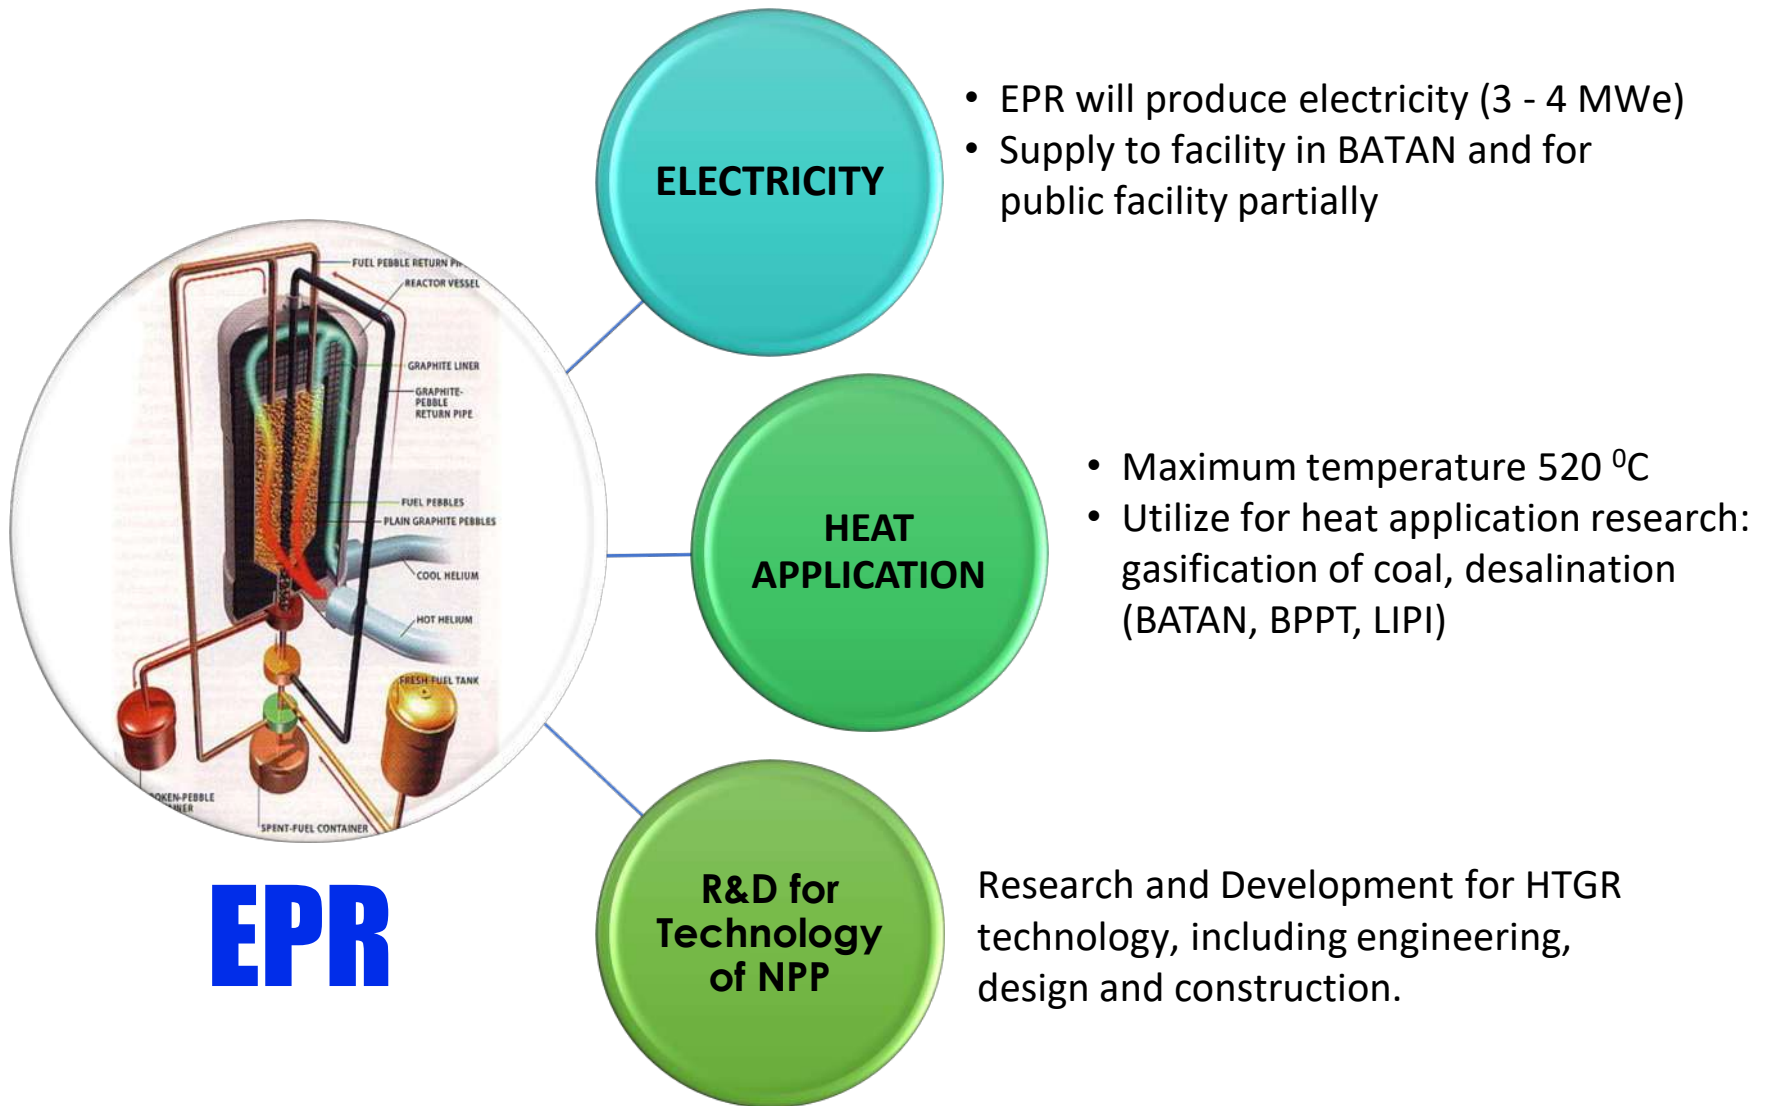 FUEL PEBBLE RETURN
REACTOR VESSEL
GRAPHITE LINER
GRAPHITE-
PEBBLE
RETURN PIPE
FUEL PEBBLES
PLAIN GRAPHITE PEBBLES
COOL HELIUM
HOT HELIUM
FRESH-FUEL TANK
SPENT-FUEL CONTAINER
EPR
ELECTRICITY
• EPR will produce electricity (3 - 4 MWe)
• Supply to facility in BATAN and for
public facility partially
HEAT
APPLICATION
• Maximum temperature 520 ⁰C
• Utilize for heat application research:
gasification of coal, desalination
(BATAN, BPPT, LIPI)
R&D for
Technology
of NPP
Research and Development for HTGR
technology, including engineering,
design and construction.